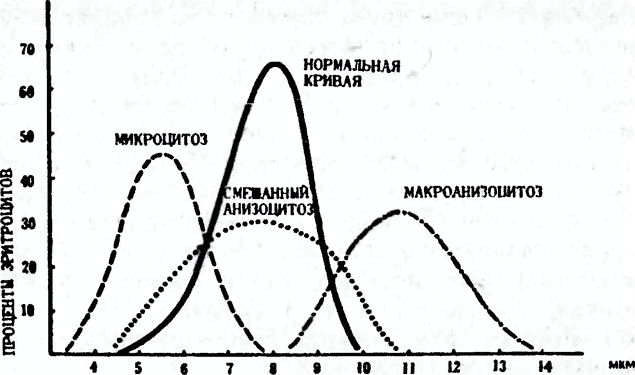 70
60
50
40
30
20
10
ПРОЦЕНТЫ ЭРИТРОЦИТОВ
НОРМАЛЬНАЯ
КРИВАЯ
МИКРОЦИТОЗ
СМЕШАННЫЙ
АНИЗОЦИТОЗ
МАКРОАНИЗОЦИТОЗ
4 5 6 7 8 9 10 11 12 13 14 мкм